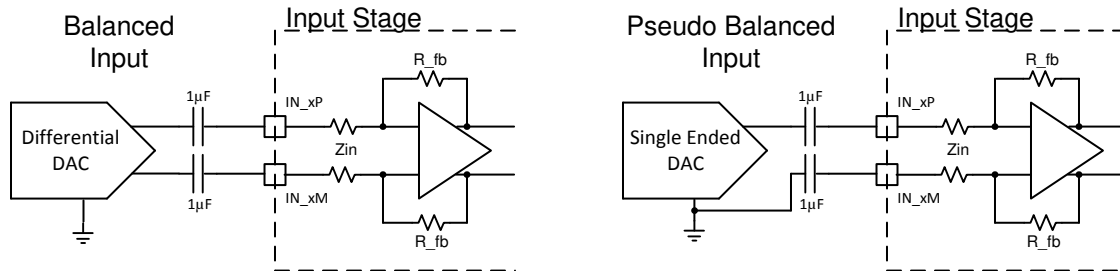 Balanced
Input
Input Stage
R_fb
1µF
IN_xP
Differential
DAC
Zin
1µF
IN_xM
R_fb
Pseudo Balanced
Input
Input Stage
R_fb
1µF
IN_xP
Single Ended
DAC
Zin
1µF
IN_xM
R_fb